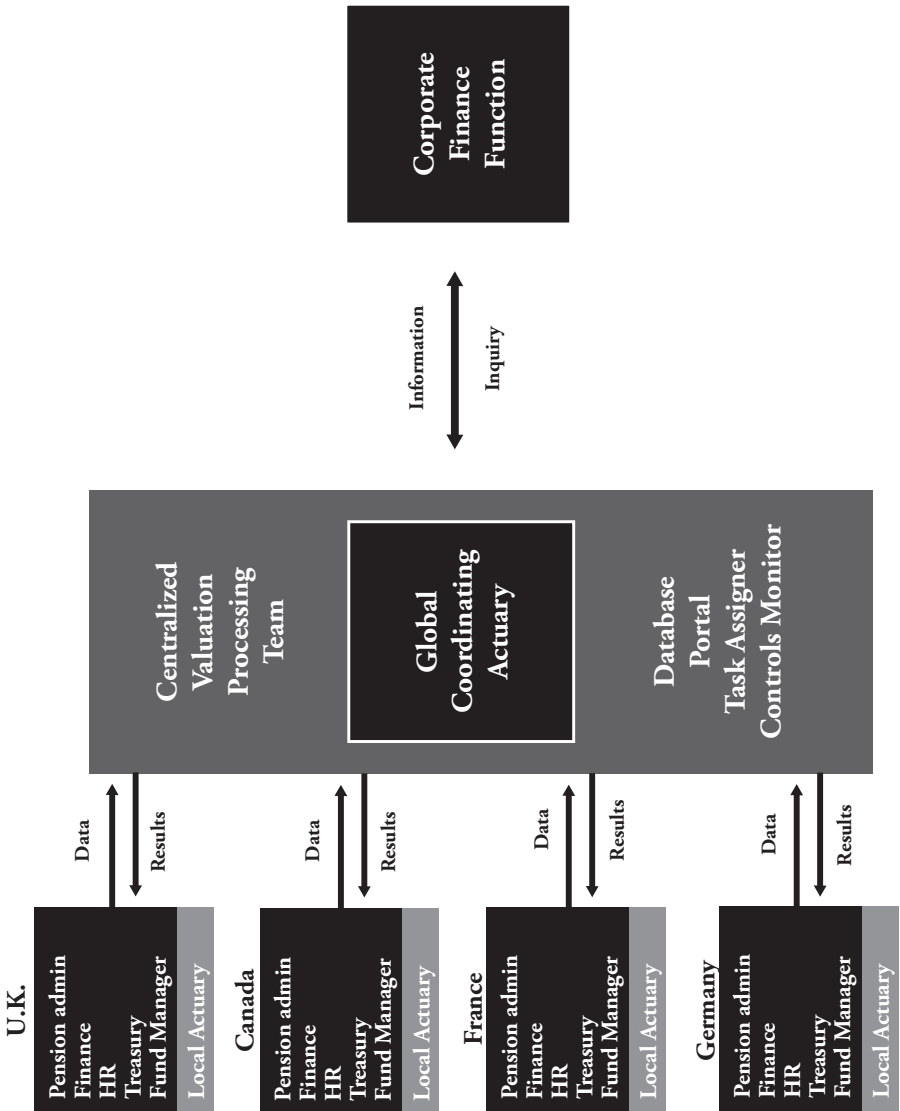 U.K.
Pension admin
Finance
HR
Treasury
Fund Manager
Local Actuary
Data
Results
Canada
Pension admin
Finance
HR
Treasury
Fund Manager
Local Actuary
Data
Results
France
Pension admin
Finance
HR
Treasury
Fund Manager
Local Actuary
Data
Results
Germany
Pension admin
Finance
HR
Treasury
Fund Manager
Local Actuary
Data
Results
Centralized
Valuation
Processing
Team
Global
Coordinating
Actuary
Database
Portal
Task Assigner
Controls Monitor
Information
Inquiry
Corporate
Finance
Function